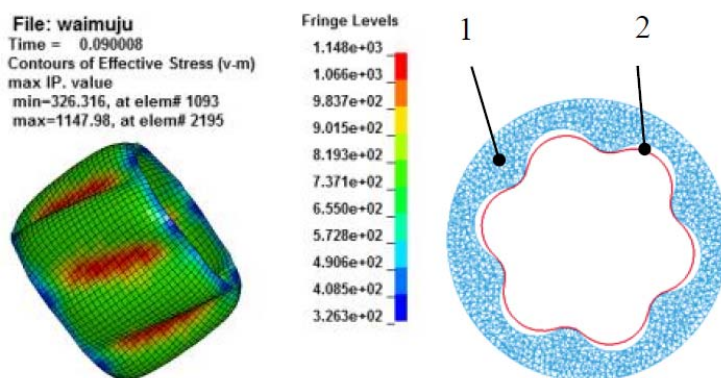 File: waimuju
Time = 0.090008
Contours of Effective Stress (v-m)
max IP. value
min=326.316, at elem# 1093
max=1147.98, at elem# 2195
Fringe Levels
1.148e+03
1.066e+03
9.837e+02
9.015e+02
8.193e+02
7.371e+02
6.550e+02
5.728e+02
4.906e+02
4.085e+02
3.263e+02
1
2